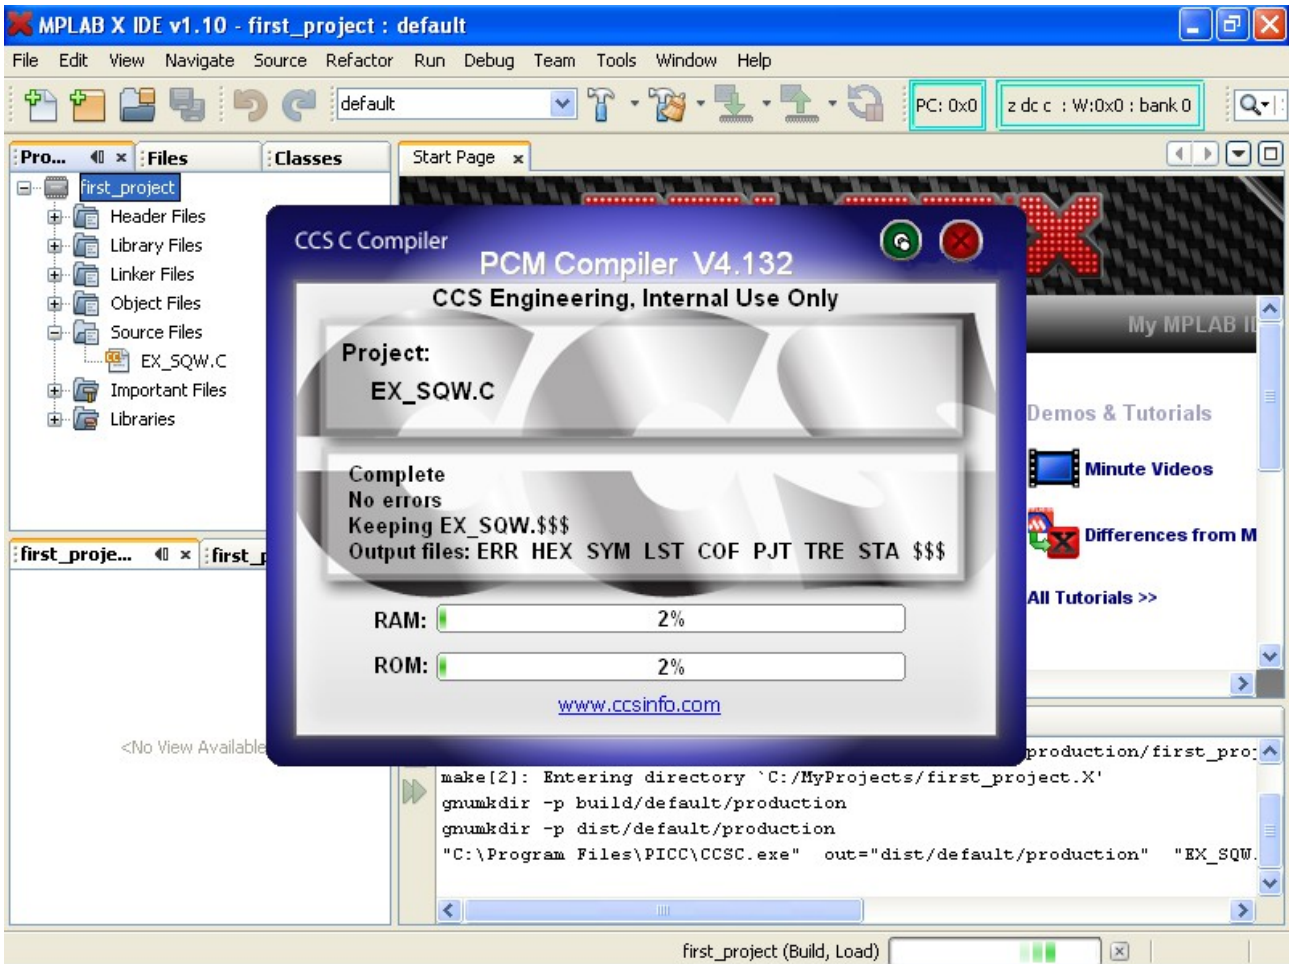 MPLAB X IDE v1.10 - first_project : default
File Edit View Navigate Source Refactor Run Debug Team Tools Window Help
default
PC: 0x0
z dc c : W:0x0 : bank 0
Pro...
Files
Classes
Start Page
first_project
Header Files
Library Files
Linker Files
Object Files
Source Files
EX_SQW.C
Important Files
Libraries
My MPLAB
Demos & Tutorials
Minute Videos
Differences from M
All Tutorials >>
CCS C Compiler
PCM Compiler V4.132
CCS Engineering, Internal Use Only
Project:
EX_SQW.C
Complete
No errors
Keeping EX_SQW.$$$
Output files: ERR HEX SYM LST COF PJT TRE STA $$$
RAM: 2%
ROM: 2%
www.ccsinfo.com
first_proje...
first_p
<No View Available
production/first_proj
make[2]: Entering directory `C:/MyProjects/first_project.X'
gnumkdir -p build/default/production
gnumkdir -p dist/default/production
"C:\Program Files\PICC\CCSC.exe" out="dist/default/production" "EX_SQW.
first_project (Build, Load)